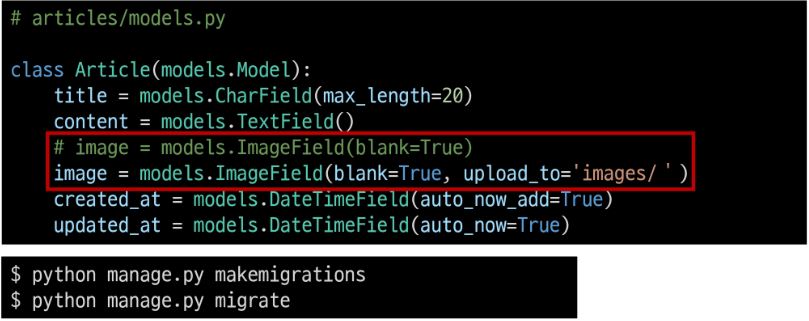 # articles/models.py
class Article(models.Model):
    title = models.CharField(max_length=20)
    content = models.TextField()
    # image = models.ImageField(blank=True)
    image = models.ImageField(blank=True, upload_to='images/ ')
    created_at = models.DateTimeField(auto_now_add=True)
    updated_at = models.DateTimeField(auto_now=True)
$ python manage.py makemigrations
$ python manage.py migrate